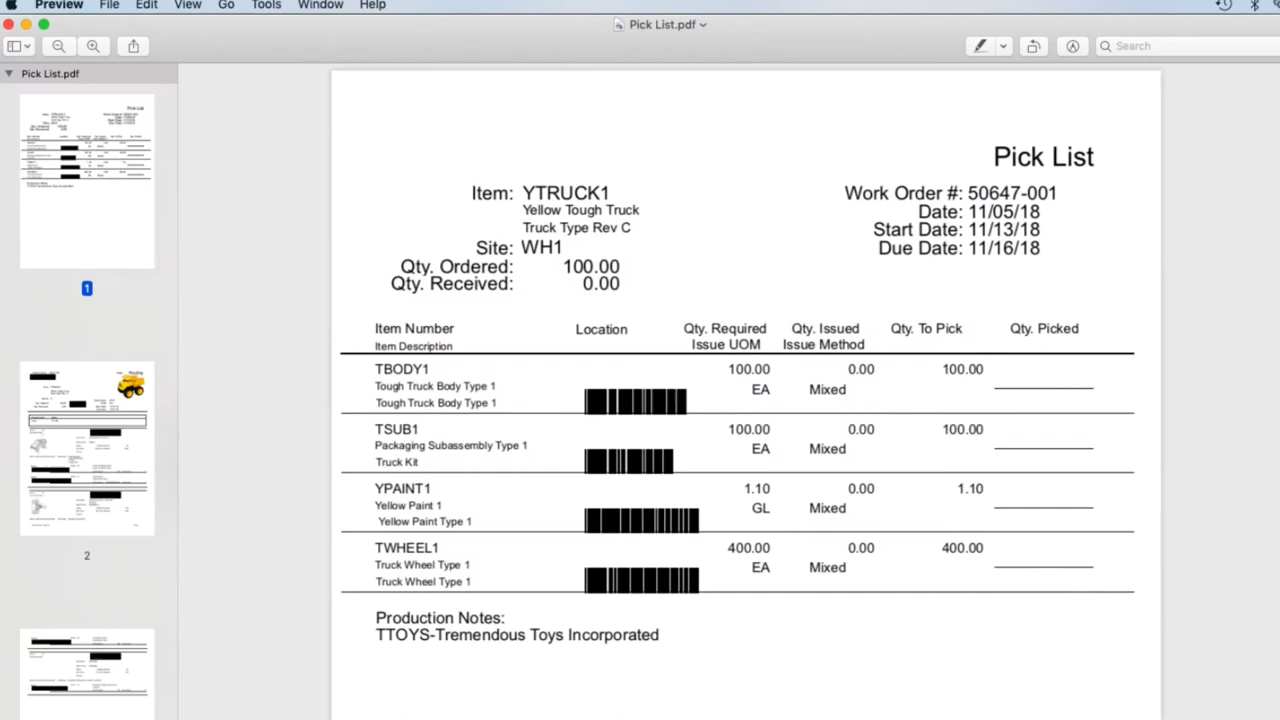 Preview File Edit View Go Tools Window Help
Pick List.pdf
Search
Pick List.pdf
1
2
Pick List
Item: YTRUCK1
Yellow Tough Truck
Truck Type Rev C
Site: WH1
Qty. Ordered: 100.00
Qty. Received: 0.00
Work Order #: 50647-001
Date: 11/05/18
Start Date: 11/13/18
Due Date: 11/16/18
Item Number Location Qty. Required Qty. Issued Qty. To Pick Qty. Picked
Item Description Issue UOM Issue Method
TBODY1 100.00 0.00 100.00
Tough Truck Body Type 1 EA Mixed
Tough Truck Body Type 1
TSUB1 100.00 0.00 100.00
Packaging Subassembly Type 1 EA Mixed
Truck Kit
YPAINT1 1.10 0.00 1.10
Yellow Paint 1 GL Mixed
Yellow Paint Type 1
TWHEEL1 400.00 0.00 400.00
Truck Wheel Type 1 EA Mixed
Truck Wheel Type 1
Production Notes:
TTOYS-Tremendous Toys Incorporated